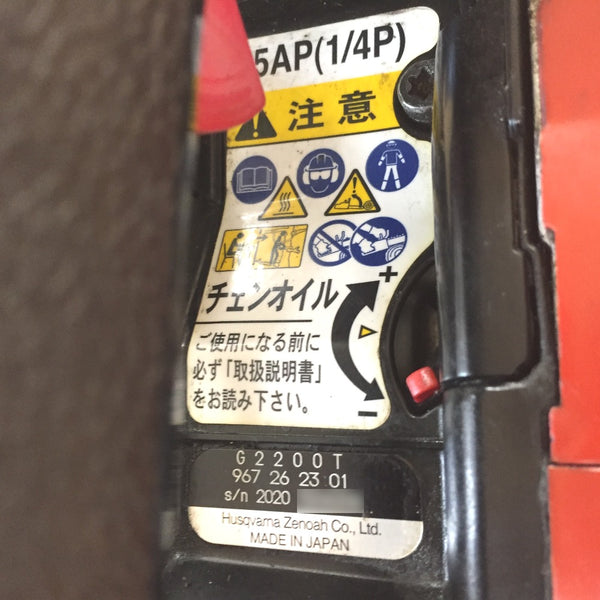 5AP(1/4P)
注意
チェンオイル
+
ご使用になる前に
必ず「取扱説明書」
をお読み下さい。
−
G2200T
967 26 23 01
s/n 2020
Husqvarna Zenoah Co., Ltd.
MADE IN JAPAN